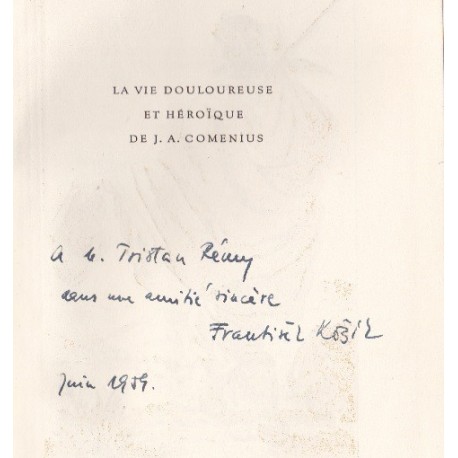 LA VIE DOULOUREUSE
ET HÉROÏQUE
DE J. A. COMENIUS
A M. Tristan Rémy
dans une amitié sincère
František Kožík
Juin 1959.